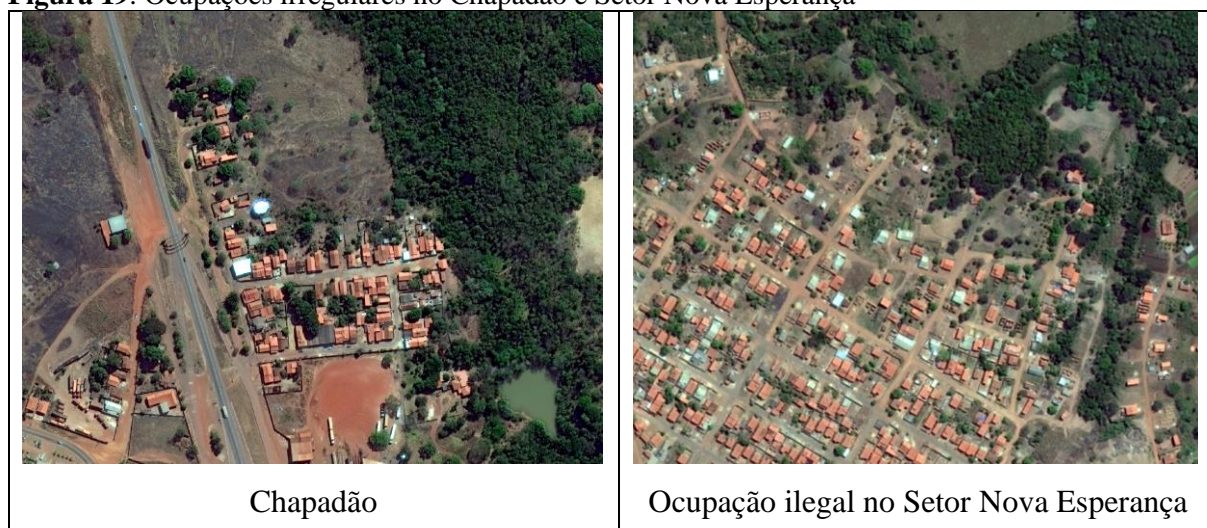 Figura 19: Ocupações irregulares no Chapadão e Setor Nova Esperança
Chapadão
Ocupação ilegal no Setor Nova Esperança